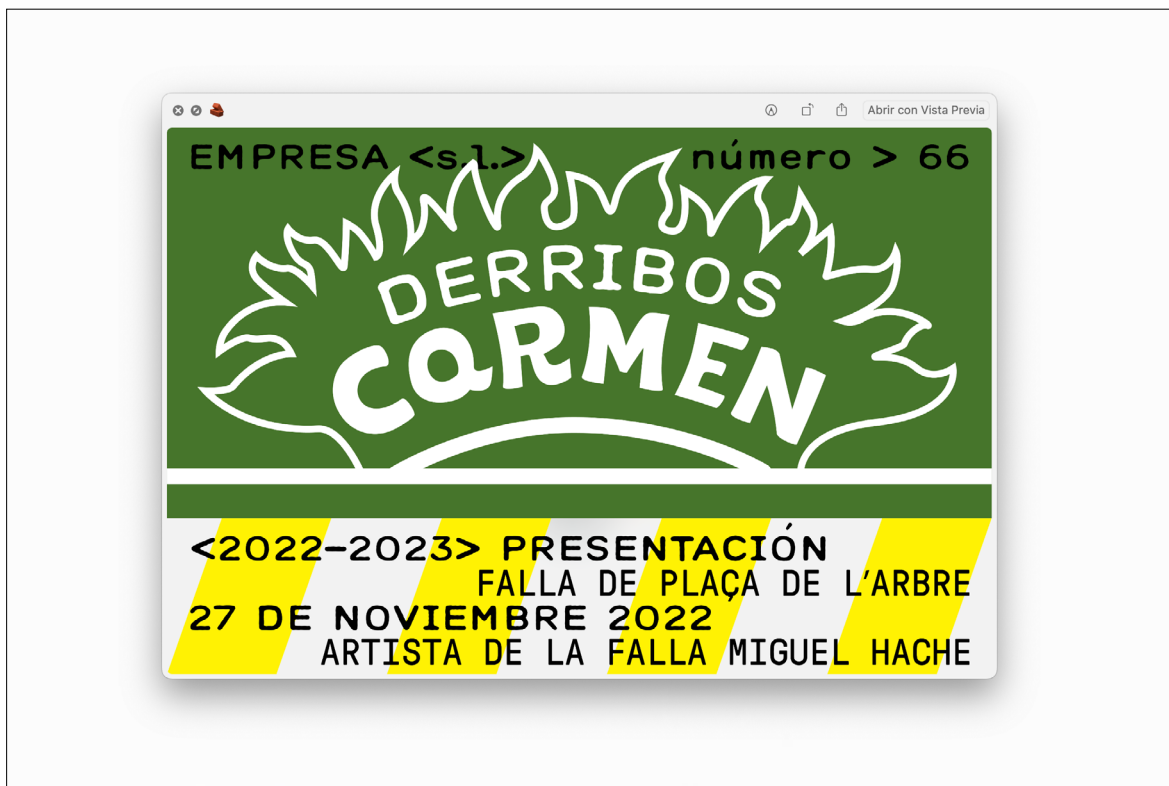 Abrir con Vista Previa
EMPRESA <s.l.> número > 66
DERRIBOS
CARMEN
<2022-2023> PRESENTACIÓN
FALLA DE PLAÇA DE L'ARBRE
27 DE NOVIEMBRE 2022
ARTISTA DE LA FALLA MIGUEL HACHE